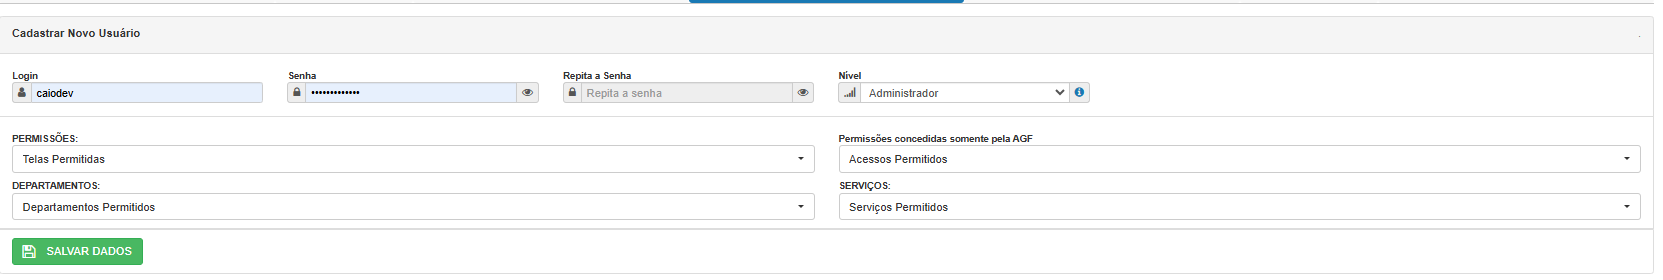 Cadastrar Novo Usuário
Login
Senha
Repita a Senha
Nível
caiodev
•••••••••••••
Repita a senha
Administrador
PERMISSÕES:
Permissões concedidas somente pela AGF
Telas Permitidas
Acessos Permitidos
DEPARTAMENTOS:
SERVIÇOS:
Departamentos Permitidos
Serviços Permitidos
SALVAR DADOS